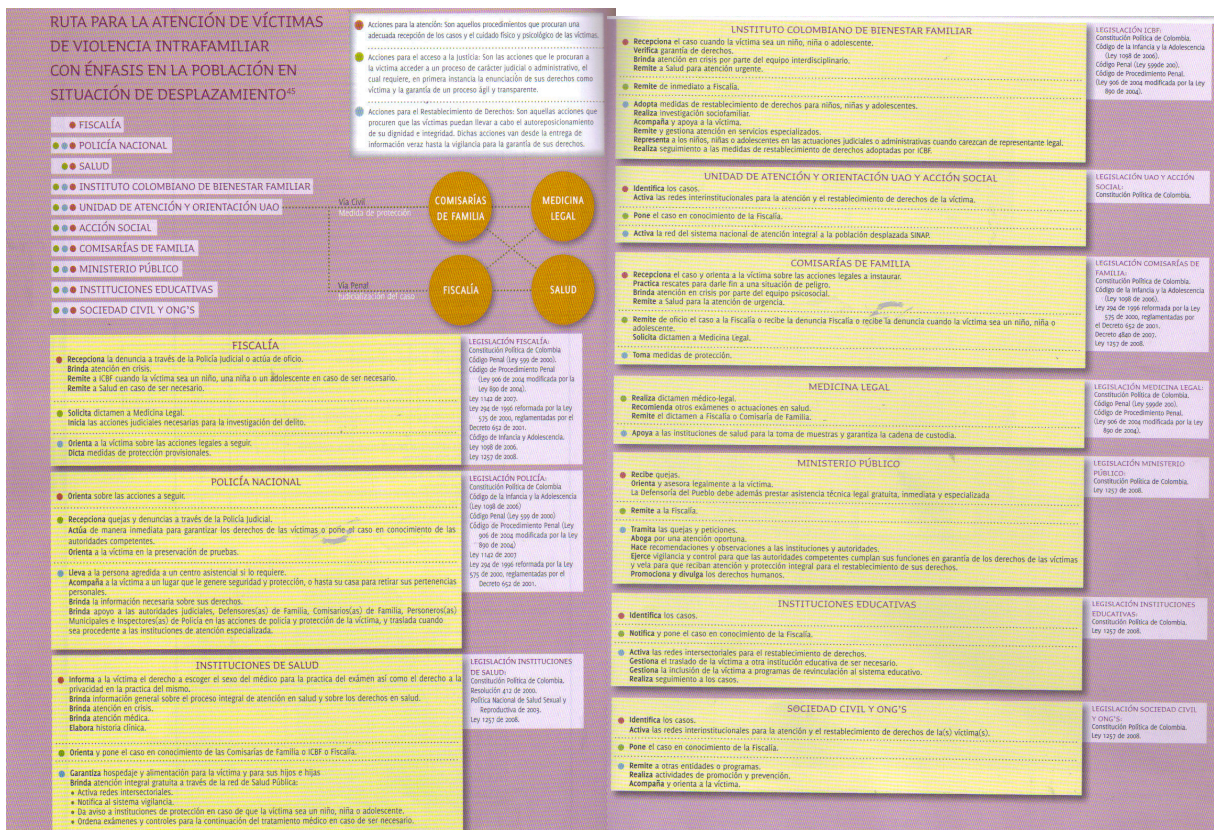 RUTA PARA LA ATENCIÓN DE VÍCTIMAS
DE VIOLENCIA INTRAFAMILIAR
CON ÉNFASIS EN LA POBLACIÓN EN
SITUACIÓN DE DESPLAZAMIENTO45
Acciones para la atención: Son aquellos procedimientos que procuran una
adecuada recepción de los casos y el cuidado físico y psicológico de las víctimas.
Acciones para el acceso a la Justicia: Son las acciones que le procuran a
la víctima acceder a un proceso de carácter judicial o administrativo, el
cual requiere, en primera instancia la enunciación de sus derechos como
víctima y la garantía de un proceso ágil y transparente.
Acciones para el Restablecimiento de Derechos: Son aquellas acciones que
procuren que las víctimas puedan llevar a cabo el autoreposicionamiento
de su dignidad e integridad. Dichas acciones van desde la entrega de
información veraz hasta la vigilancia para la garantía de sus derechos.
FISCALÍA
POLICÍA NACIONAL
SALUD
INSTITUTO COLOMBIANO DE BIENESTAR FAMILIAR
UNIDAD DE ATENCIÓN Y ORIENTACIÓN UAO
ACCIÓN SOCIAL
COMISARÍAS DE FAMILIA
MINISTERIO PÚBLICO
INSTITUCIONES EDUCATIVAS
SOCIEDAD CIVIL Y ONG'S
Vía Civil
Medida de protección
Vía Penal
Judicialización del caso
COMISARÍAS
DE FAMILIA
MEDICINA
LEGAL
FISCALÍA
SALUD
FISCALÍA
Recepciona la denuncia a través de la Policía Judicial o actúa de oficio.
Brinda atención en crisis.
Remite a ICBF cuando la víctima sea un niño, una niña o un adolescente en caso de ser necesario.
Remite a Salud en caso de ser necesario.
Solicita dictamen a Medicina Legal.
Inicia las acciones judiciales necesarias para la investigación del delito.
Orienta a la víctima sobre las acciones legales a seguir.
Dicta medidas de protección provisionales.
LEGISLACIÓN FISCALÍA:
Constitución Política de Colombia
Código Penal (Ley 599 de 2000).
Código de Procedimiento Penal
(Ley 906 de 2004 modificada por la
Ley 890 de 2004).
Ley 1142 de 2007.
Ley 294 de 1996 reformada por la Ley
575 de 2000, reglamentados por el
Decreto 652 de 2001.
Código de Infancia y Adolescencia.
Ley 1098 de 2006.
Ley 1257 de 2008.
POLICÍA NACIONAL
Orienta sobre las acciones a seguir.
Recepciona quejas y denuncias a través de la Policía Judicial.
Actúa de manera inmediata para garantizar los derechos de las víctimas o pone el caso en conocimiento de las
autoridades competentes.
Orienta a la víctima en la preservación de pruebas.
Lleva a la persona agredida a un centro asistencial si lo requiere.
Acompaña a la víctima a un lugar que le genere seguridad y protección, o hasta su casa para retirar sus pertenencias
personales.
Brinda la información necesaria sobre sus derechos.
Brinda apoyo a las autoridades judiciales, Defensores(as) de Familia, Comisarios(as) de Familia, Personeros(as)
Municipales e Inspectores(as) de Policía en las acciones de policía y protección de la víctima, y traslada cuando
sea procedente a las instituciones de atención especializada.
LEGISLACIÓN POLICÍA:
Constitución Política de Colombia
Código de la Infancia y la Adolescencia
(Ley 1098 de 2006)
Código Penal (Ley 599 de 2000)
Código de Procedimiento Penal (Ley
906 de 2004 modificada por la Ley
890 de 2004)
Ley 1142 de 2007
Ley 294 de 1996 reformada por la Ley
575 de 2000, reglamentados por el
Decreto 652 de 2001.
INSTITUCIONES DE SALUD
Informa a la víctima el derecho a escoger el sexo del médico para la practica del exámen así como el derecho a la
privacidad en la practica del mismo.
Brinda información general sobre el proceso integral de atención en salud y sobre los derechos en salud.
Brinda atención en crisis.
Brinda atención médica.
Elabora historia clínica.
Orienta y pone el caso en conocimiento de las Comisarías de Familia o ICBF o Fiscalía.
Garantiza hospedaje y alimentación para la víctima y para sus hijos e hijas
Brinda atención integral gratuita a través de la red de Salud Pública:
• Activa redes intersectoriales.
• Notifica al sistema vigilancia.
• Da aviso a instituciones de protección en caso de que la víctima sea un niño, niña o adolescente.
• Ordena exámenes y controles para la continuación del tratamiento médico en caso de ser necesario.
LEGISLACIÓN INSTITUCIONES
DE SALUD:
Constitución Política de Colombia.
Resolución 412 de 2000.
Política Nacional de Salud Sexual y
Reproductiva de 2003.
Ley 1257 de 2008.
INSTITUTO COLOMBIANO DE BIENESTAR FAMILIAR
Recepciona el caso cuando la víctima sea un niño, niña o adolescente.
Verifica garantía de derechos.
Brinda atención en crisis por parte del equipo interdisciplinario.
Remite a Salud para atención urgente.
Remite de inmediato a Fiscalía.
Adopta medidas de restablecimiento de derechos para niños, niñas y adolescentes.
Realiza investigación sociofamiliar.
Acompaña y apoya a la víctima.
Remite y gestiona atención en servicios especializados.
Representa a los niños, niñas o adolescentes en las actuaciones judiciales o administrativas cuando carezcan de representante legal.
Realiza seguimiento a las medidas de restablecimiento de derechos adoptados por ICBF.
LEGISLACIÓN ICBF:
Constitución Política de Colombia.
Código de la Infancia y la Adolescencia
(Ley 1098 de 2006).
Código Penal (Ley 599de 200).
Código de Procedimiento Penal.
(Ley 906 de 2004 modificada por la Ley
890 de 2004).
UNIDAD DE ATENCIÓN Y ORIENTACIÓN UAO Y ACCIÓN SOCIAL
Identifica los casos.
Activa las redes interinstitucionales para la atención y el restablecimiento de derechos de la víctima.
Pone el caso en conocimiento de la Fiscalía.
Activa la red del sistema nacional de atención integral a la población desplazada SINAP.
LEGISLACIÓN UAO Y ACCIÓN
SOCIAL:
Constitución Política de Colombia.
COMISARÍAS DE FAMILIA
Recepciona el caso y orienta a la víctima sobre las acciones legales a instaurar.
Practica rescates para darle fin a una situación de peligro.
Brinda atención en crisis por parte del equipo psicosocial.
Remite a Salud para la atención de urgencia.
Remite de oficio el caso a la Fiscalía o recibe la denuncia Fiscalía o recibe la denuncia cuando la víctima sea un niño, niña o
adolescente.
Solicita dictamen a Medicina Legal.
Toma medidas de protección.
LEGISLACIÓN COMISARÍAS DE
FAMILIA:
Constitución Política de Colombia.
Código de la Infancia y la Adolescencia
(Ley 1098 de 2006).
Ley 294 de 1996 reformada por la Ley
575 de 2000, reglamentados por
el Decreto 652 de 2001.
Decreto 4840 de 2007.
Ley 1257 de 2008.
MEDICINA LEGAL
Realiza dictamen médico-legal.
Recomienda otros exámenes o actuaciones en salud.
Remite el dictamen a Fiscalía o Comisaría de Familia.
Apoya a las instituciones de salud para la toma de muestras y garantiza la cadena de custodia.
LEGISLACIÓN MEDICINA LEGAL:
Constitución Política de Colombia.
Código Penal (Ley 599de 200).
Código de Procedimiento Penal.
(Ley 906 de 2004 modificada por la Ley
890 de 2004).
MINISTERIO PÚBLICO
Recibe quejas.
Orienta y asesora legalmente a la víctima.
La Defensoría del Pueblo debe además prestar asistencia técnica legal gratuita, inmediata y especializada
Remite a la Fiscalía.
Tramita las quejas y peticiones.
Aboga por una atención oportuna.
Hace recomendaciones y observaciones a las instituciones y autoridades.
Ejerce vigilancia y control para que las autoridades competentes cumplan sus funciones en garantía de los derechos de las víctimas
y vela para que reciban atención y protección integral para el restablecimiento de sus derechos.
Promociona y divulga los derechos humanos.
LEGISLACIÓN MINISTERIO
PÚBLICO:
Constitución Política de Colombia.
Ley 1257 de 2008.
INSTITUCIONES EDUCATIVAS
Identifica los casos.
Notifica y pone el caso en conocimiento de la Fiscalía.
Activa las redes intersectoriales para el restablecimiento de derechos.
Gestiona el traslado de la víctima a otra institución educativa de ser necesario.
Gestiona la inclusión de la víctima a programas de revinculación al sistema educativo.
Realiza seguimiento a los casos.
LEGISLACIÓN INSTITUCIONES
EDUCATIVAS:
Constitución Política de Colombia.
Ley 1257 de 2008.
SOCIEDAD CIVIL Y ONG'S
Identifica los casos.
Activa las redes interinstitucionales para la atención y el restablecimiento de derechos de la(s) víctima(s).
Pone el caso en conocimiento de la Fiscalía.
Remite a otras entidades o programas.
Realiza actividades de promoción y prevención.
Acompaña y orienta a la víctima.
LEGISLACIÓN SOCIEDAD CIVIL
Y ONG'S:
Constitución Política de Colombia.
Ley 1257 de 2008.